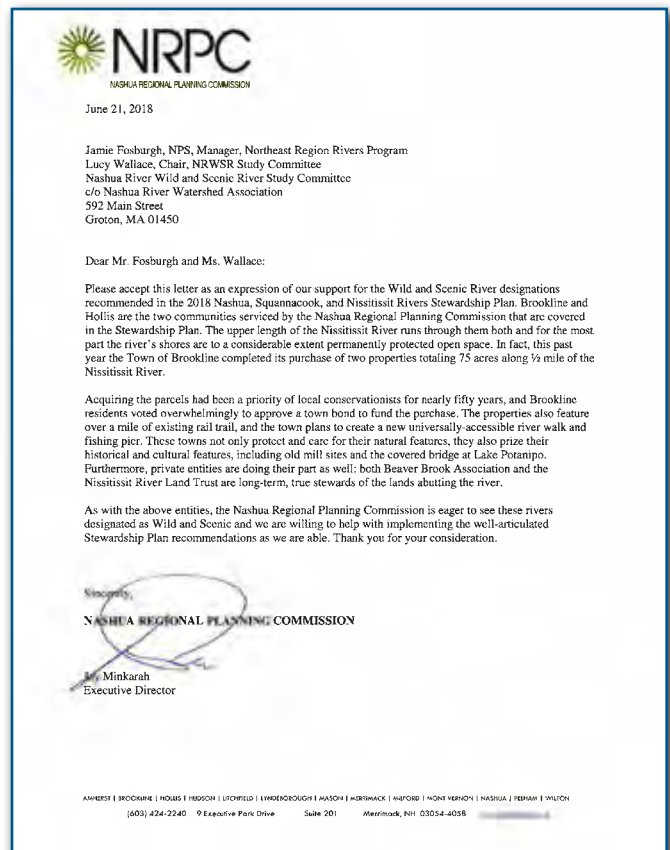 NRPC
NASHUA REGIONAL PLANNING COMMISSION
June 21, 2018
Jamie Fosburgh, NPS, Manager, Northeast Region Rivers Program
Lucy Wallace, Chair, NRWSR Study Committee
Nashua River Wild and Scenic River Study Committee
c/o Nashua River Watershed Association
592 Main Street
Groton, MA 01450
Dear Mr. Fosburgh and Ms. Wallace:
Please accept this letter as an expression of our support for the Wild and Scenic River designations
recommended in the 2018 Nashua, Squannacook, and Nissitissit Rivers Stewardship Plan. Brookline and
Hollis are the two communities serviced by the Nashua Regional Planning Commission that are covered
in the Stewardship Plan. The upper length of the Nissitissit River runs through them both and for the most
part the river's shores are to a considerable extent permanently protected open space. In fact, this past
year the Town of Brookline completed its purchase of two properties totaling 75 acres along ½ mile of the
Nissitissit River.
Acquiring the parcels had been a priority of local conservationists for nearly fifty years, and Brookline
residents voted overwhelmingly to approve a town bond to fund the purchase. The properties also feature
over a mile of existing rail trail, and the town plans to create a new universally-accessible river walk and
fishing pier. These towns not only protect and care for their natural features, they also prize their
historical and cultural features, including old mill sites and the covered bridge at Lake Potanipo.
Furthermore, private entities are doing their part as well: both Beaver Brook Association and the
Nissitissit River Land Trust are long-term, true stewards of the lands abutting the river.
As with the above entities, the Nashua Regional Planning Commission is eager to see these rivers
designated as Wild and Scenic and we are willing to help with implementing the well-articulated
Stewardship Plan recommendations as we are able. Thank you for your consideration.
Sincerely,
NASHUA REGIONAL PLANNING COMMISSION
Minkarah
Executive Director
AMHERST | BROOKLINE | HOLLIS | HUDSON | LITCHFIELD | LYNDEBOROUGH | MASON | MERRIMACK | MILFORD | MONT VERNON | NASHUA | PELHAM | WILTON
(603) 424-2240 9 Executive Park Drive Suite 201 Merrimack, NH 03054-4058